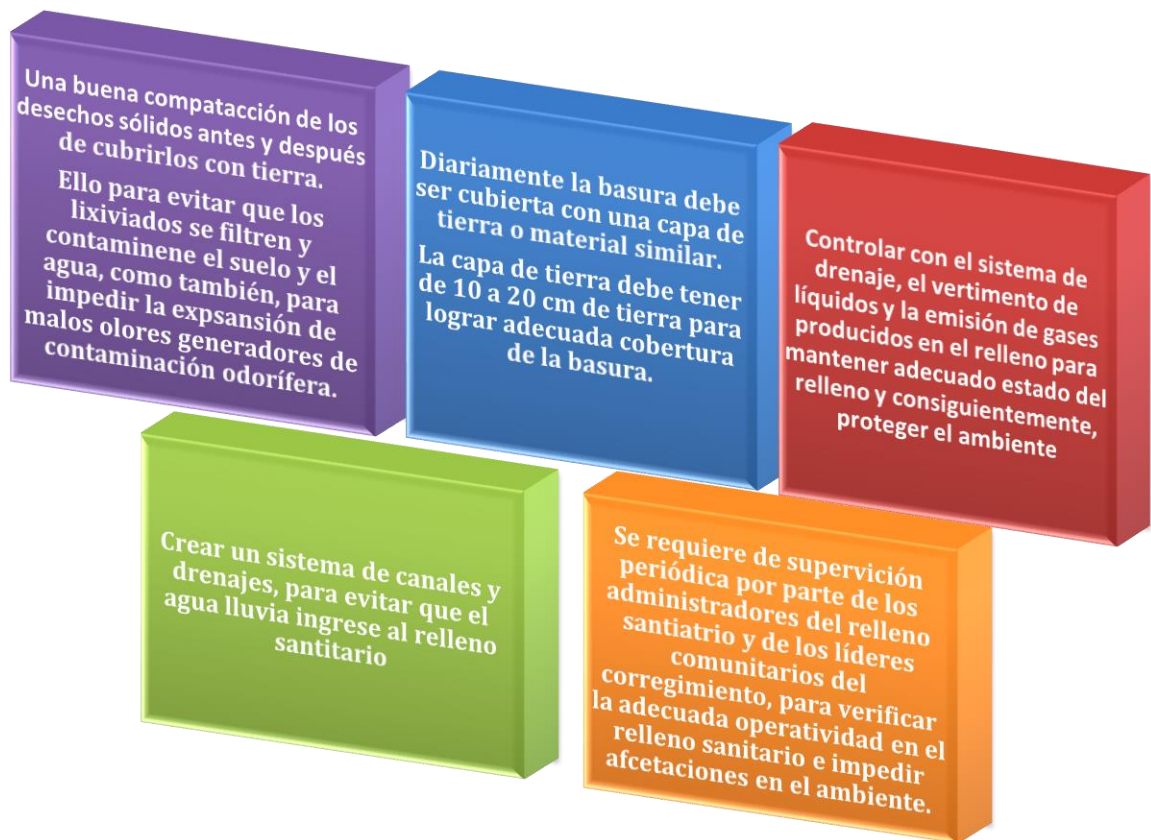 Una buena compatacción de los
desechos sólidos antes y después
de cubrirlos con tierra.
Ello para evitar que los
lixiviados se filtren y
contaminene el suelo y el
agua, como también, para
impedir la expsansión de
malos olores generadores de
contaminación odorífera.
Diariamente la basura debe
ser cubierta con una capa de
tierra o material similar.
La capa de tierra debe tener
de 10 a 20 cm de tierra para
lograr adecuada cobertura
de la basura.
Controlar con el sistema de
drenaje, el vertimento de
líquidos y la emisión de gases
producidos en el relleno para
mantener adecuado estado del
relleno y consiguientemente,
proteger el ambiente
Crear un sistema de canales y
drenajes, para evitar que el
agua lluvia ingrese al relleno
santitario
Se requiere de supervición
periódica por parte de los
administradores del relleno
santiatrio y de los líderes
comunitarios del
corregimiento, para verificar
la adecuada operatividad en el
relleno sanitario e impedir
afcetaciones en el ambiente.